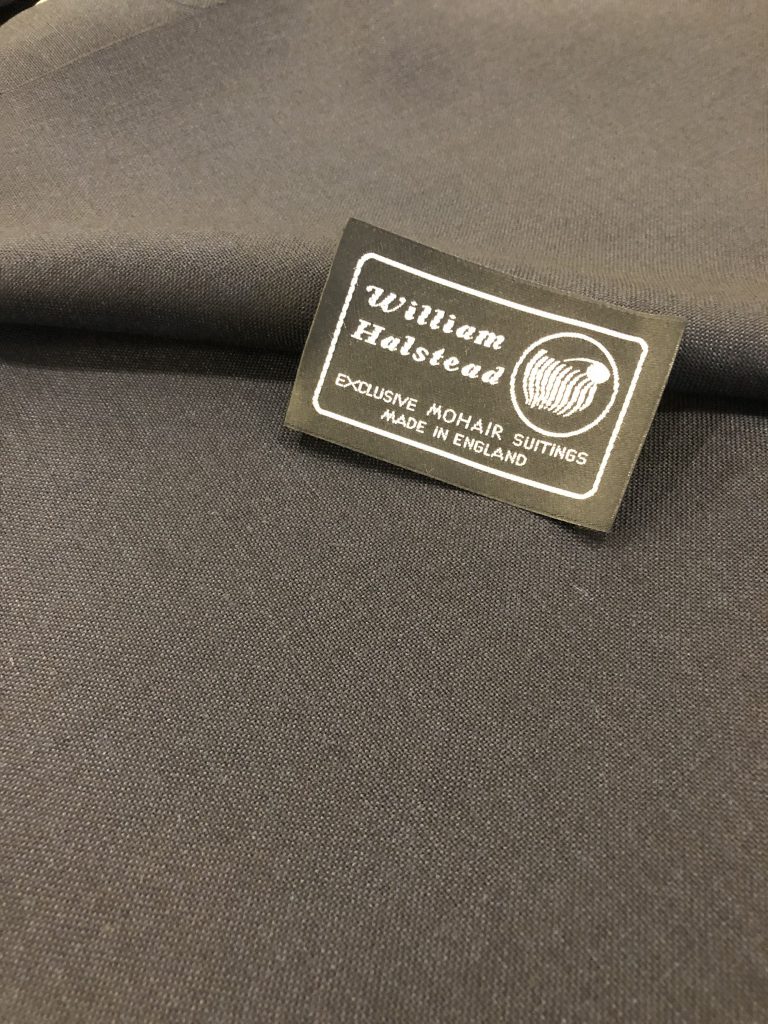 William
Halstead
EXCLUSIVE MOHAIR SUITINGS
MADE IN ENGLAND